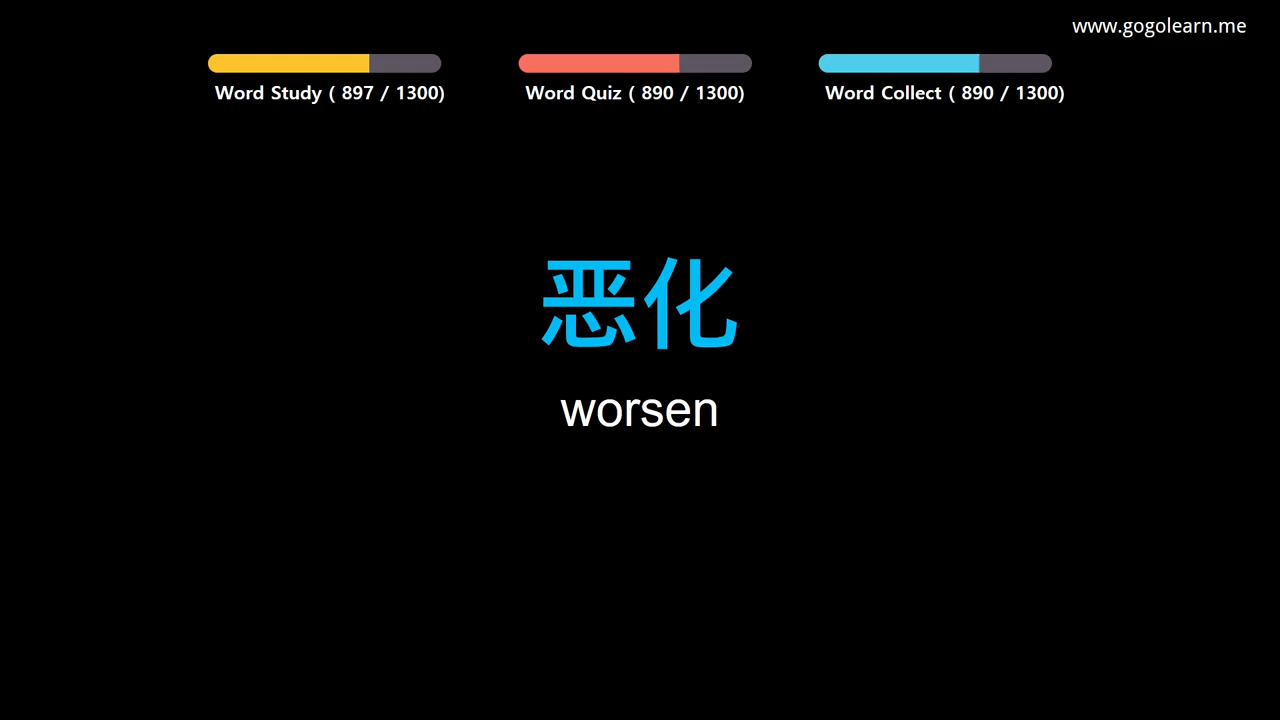 www.gogolearn.me
Word Study ( 897 / 1300)
Word Quiz ( 890 / 1300)
Word Collect ( 890 / 1300)
恶化
worsen